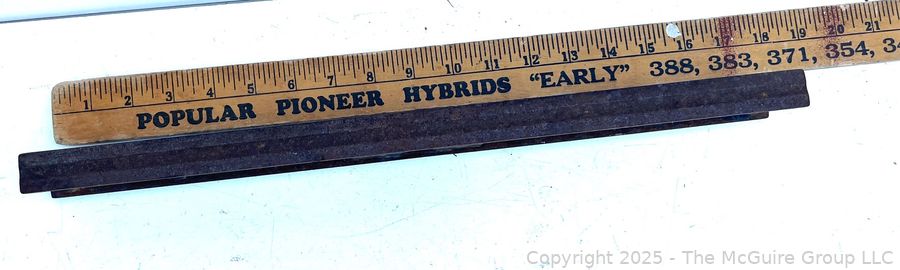 1 2 3 4 5 6 7 8 9 10 11 12 13 14 15 16 17 18 19 20 21
POPULAR PIONEER HYBRIDS "EARLY" 388, 383, 371, 354, 34
Copyright 2025 - The McGuire Group LLC